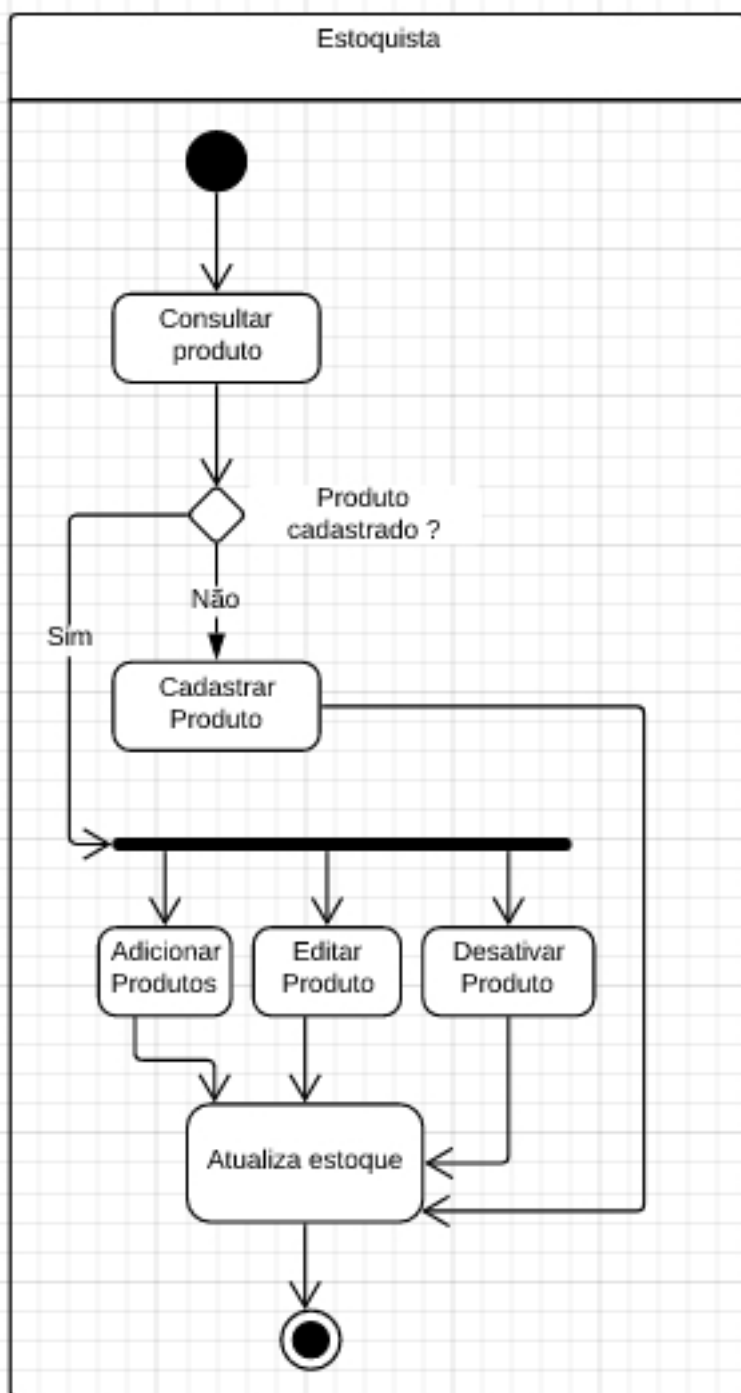 Estoquista
Consultar
produto
Produto
cadastrado ?
Não
Sim
Cadastrar
Produto
Adicionar
Produtos
Editar
Produto
Desativar
Produto
Atualiza estoque